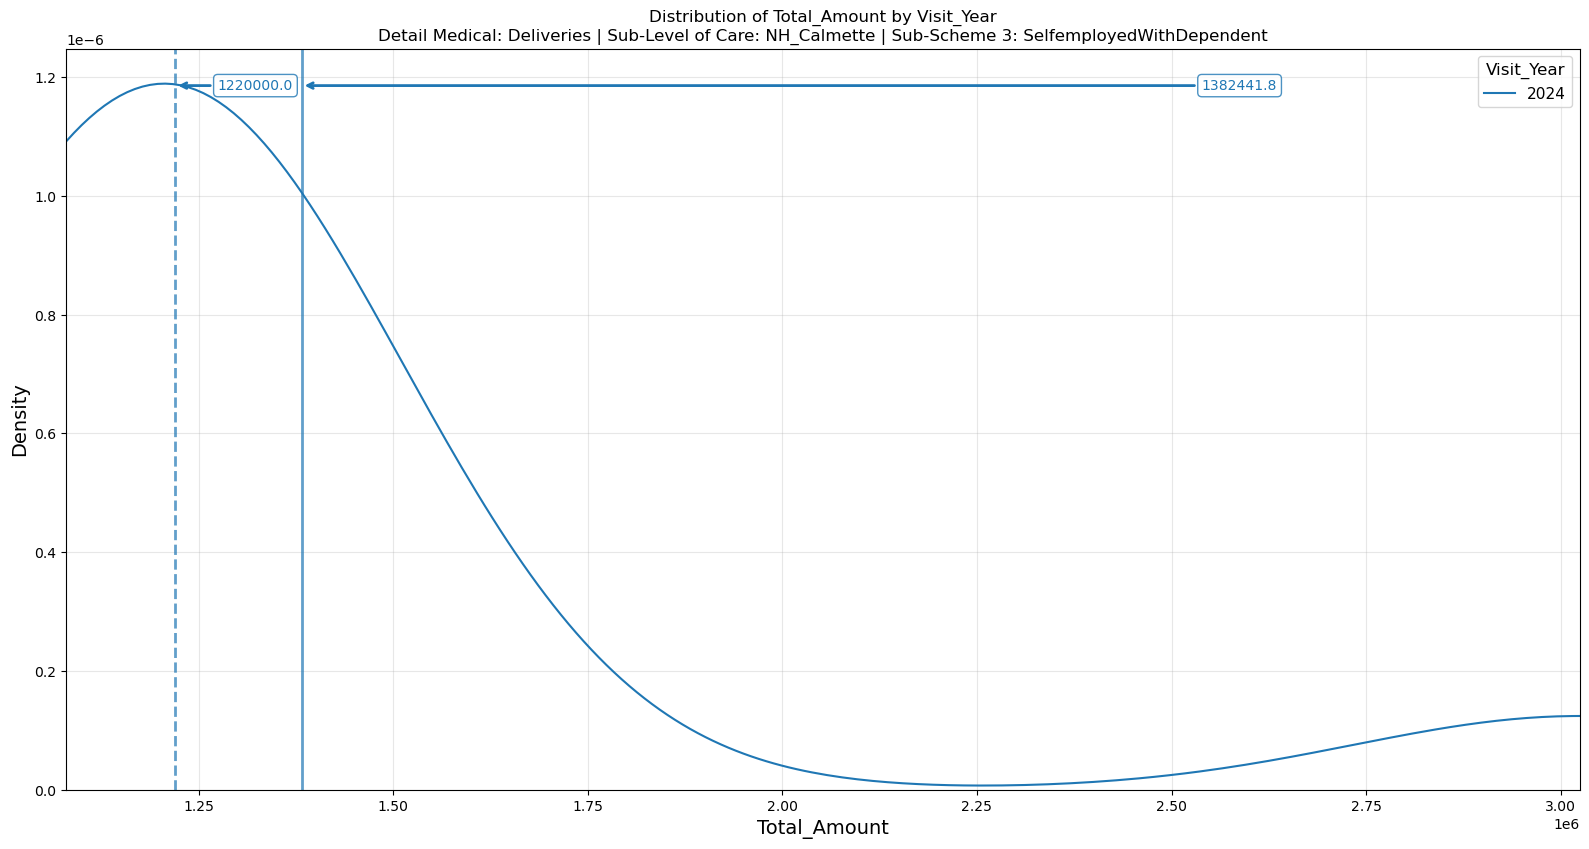 Distribution of Total_Amount by Visit_Year
Detail Medical: Deliveries | Sub-Level of Care: NH_Calmette | Sub-Scheme 3: SelfemployedWithDependent
1e−6
1.2
1.0
0.8
0.6
0.4
0.2
0.0
Density
1220000.0
1382441.8
Visit_Year
2024
1.25
1.50
1.75
2.00
2.25
2.50
2.75
3.00
1e6
Total_Amount